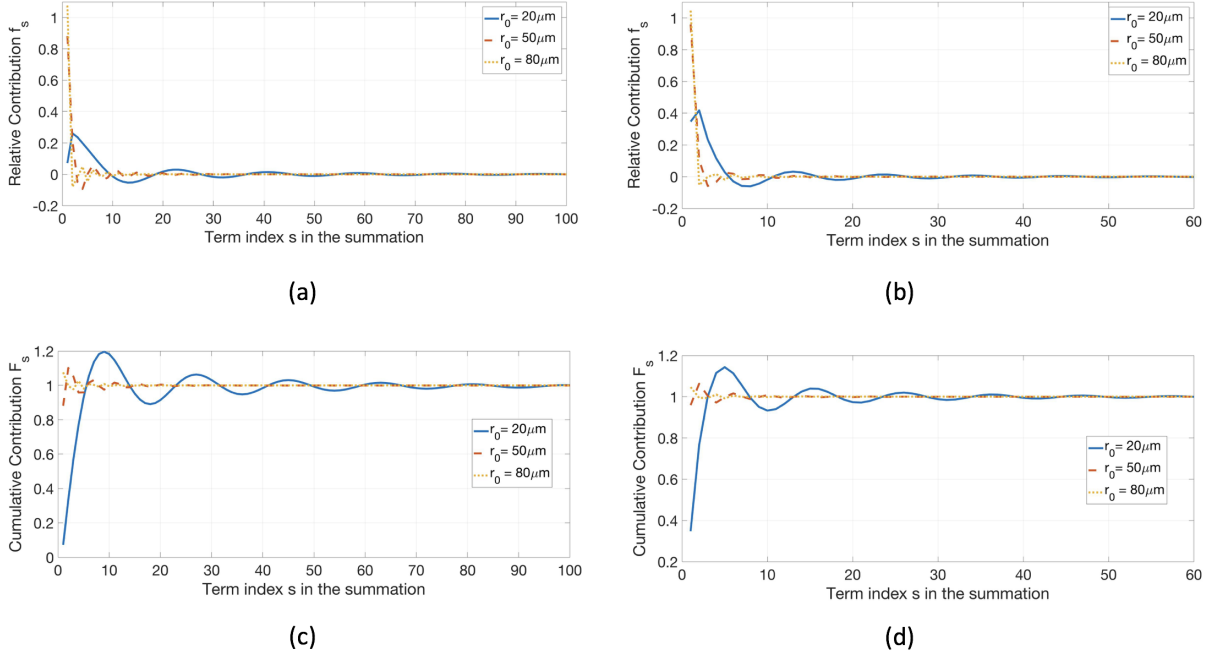 Relative Contribution f_s
1
0.8
0.6
0.4
0.2
0
-0.2
0 10 20 30 40 50 60 70 80 90 100
Term index s in the summation
r_0= 20μm
r_0= 50μm
r_0 = 80μm
(a)
Relative Contribution f_s
1
0.8
0.6
0.4
0.2
0
-0.2
0 10 20 30 40 50 60
Term index s in the summation
r_0= 20μm
r_0= 50μm
r_0= 80μm
(b)
Cumulative Contribution F_s
1.2
1
0.8
0.6
0.4
0.2
0
0 10 20 30 40 50 60 70 80 90 100
Term index s in the summation
r_0= 20μm
r_0= 50μm
r_0 = 80μm
(c)
Cumulative Contribution F_s
1.2
1
0.8
0.6
0.4
0.2
0 10 20 30 40 50 60
Term index s in the summation
r_0= 20μm
r_0= 50μm
r_0 = 80μm
(d)